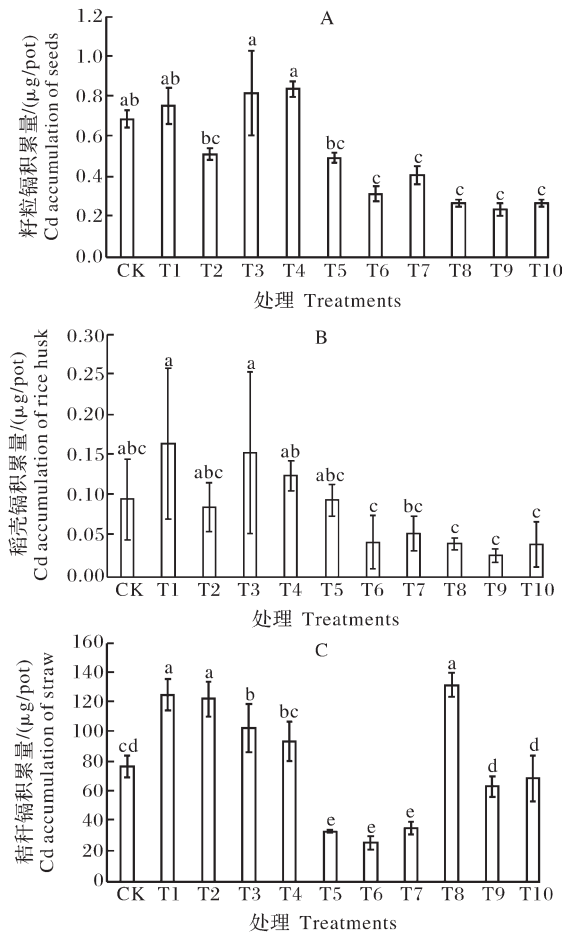 A
籽粒镉积累量/(μg/pot)
Cd accumulation of seeds
1.2
1.0
0.8
0.6
0.4
0.2
0.0
ab ab bc a a bc c c c c c
CK T1 T2 T3 T4 T5 T6 T7 T8 T9 T10
处理 Treatments
B
稻壳镉积累量/(μg/pot)
Cd accumulation of rice husk
0.30
0.25
0.20
0.15
0.10
0.05
0.00
abc a abc a ab abc c bc c c c
CK T1 T2 T3 T4 T5 T6 T7 T8 T9 T10
处理 Treatments
C
秸秆镉积累量/(μg/pot)
Cd accumulation of straw
160
140
120
100
80
60
40
20
0
cd a a b bc e e e a d d
CK T1 T2 T3 T4 T5 T6 T7 T8 T9 T10
处理 Treatments